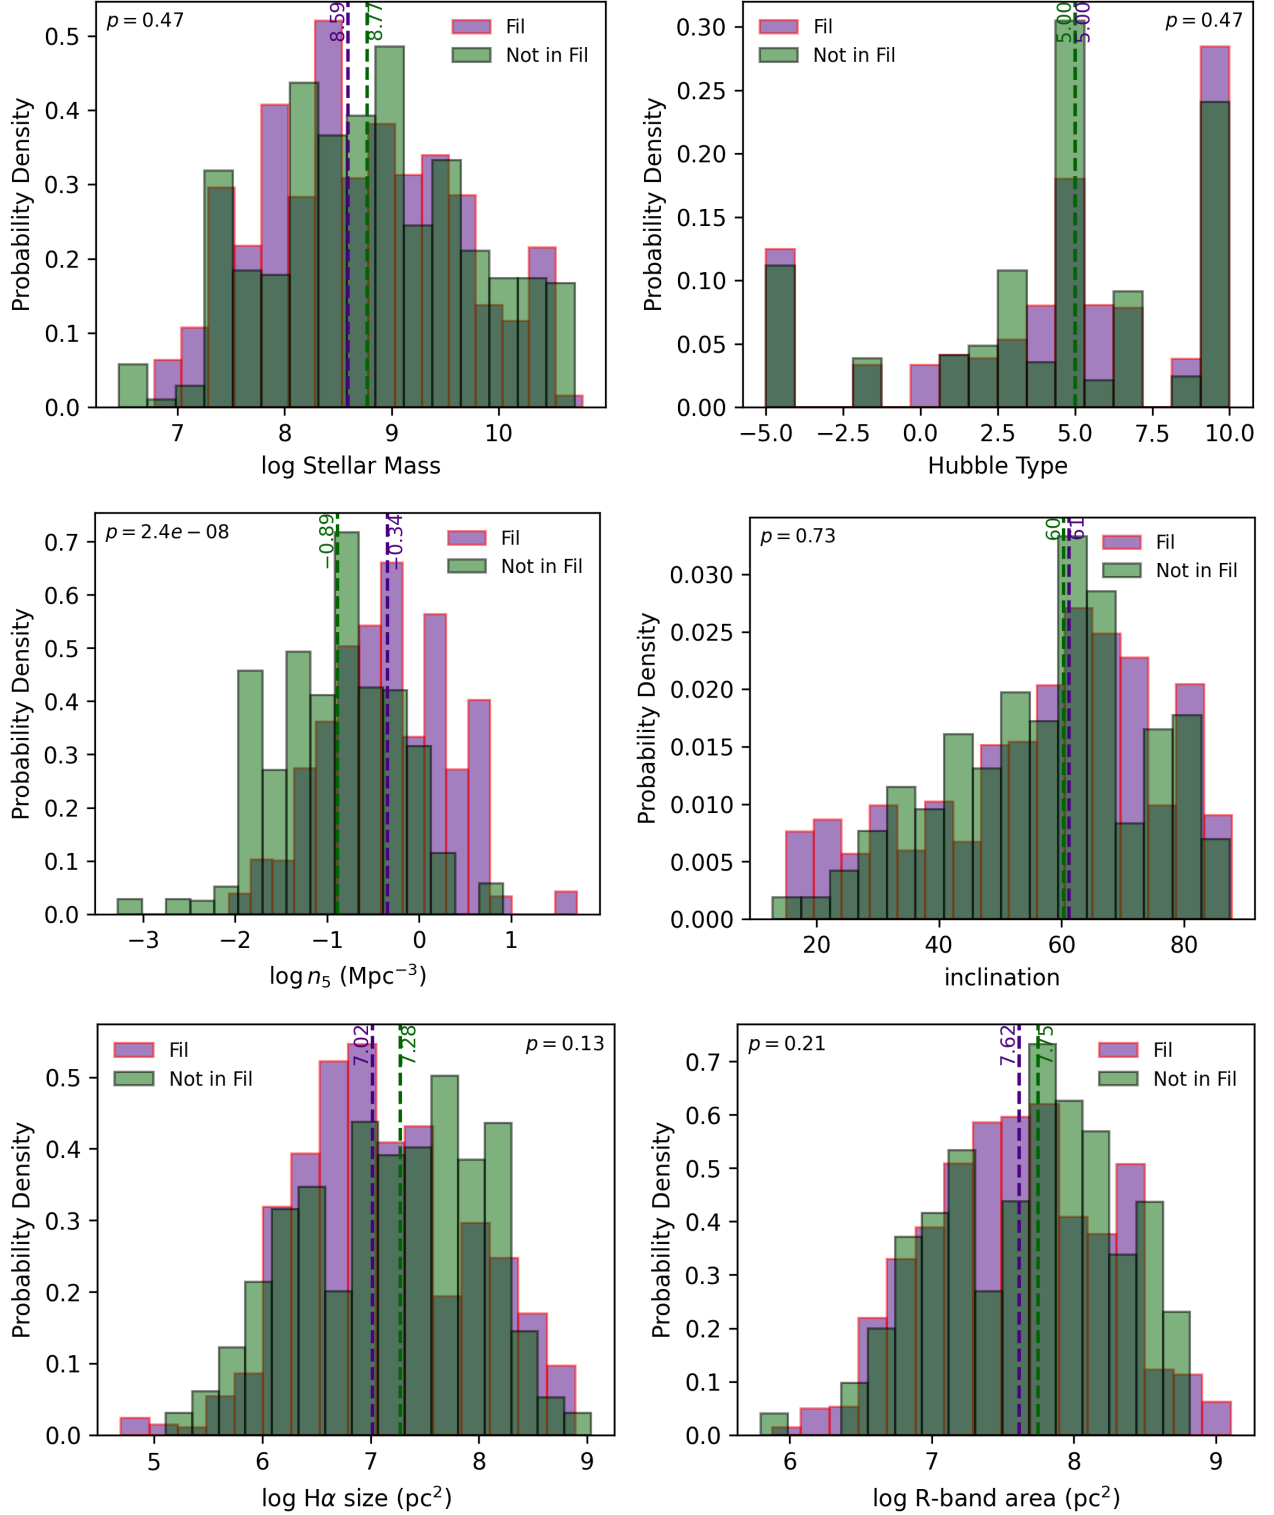 p = 0.47
8.59
8.77
Fil
Not in Fil
Probability Density
0.5
0.4
0.3
0.2
0.1
0.0
7
8
9
10
log Stellar Mass
Fil
Not in Fil
5.00
5.00
p = 0.47
Probability Density
0.30
0.25
0.20
0.15
0.10
0.05
0.00
−5.0
−2.5
0.0
2.5
5.0
7.5
10.0
Hubble Type
p = 2.4e − 08
−0.89
−0.34
Fil
Not in Fil
Probability Density
0.7
0.6
0.5
0.4
0.3
0.2
0.1
0.0
−3
−2
−1
0
1
log n₅ (Mpc⁻³)
p = 0.73
60
61
Fil
Not in Fil
Probability Density
0.030
0.025
0.020
0.015
0.010
0.005
0.000
20
40
60
80
inclination
Fil
Not in Fil
7.02
7.28
p = 0.13
Probability Density
0.5
0.4
0.3
0.2
0.1
0.0
5
6
7
8
9
log Hα size (pc²)
p = 0.21
7.62
7.75
Fil
Not in Fil
Probability Density
0.7
0.6
0.5
0.4
0.3
0.2
0.1
0.0
6
7
8
9
log R-band area (pc²)